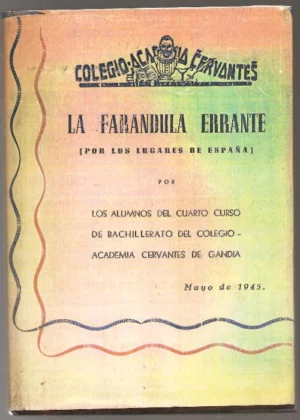 COLEGIO-ACADEMIA CERVANTES
LA FARANDULA ERRANTE
(POR LOS LUGARES DE ESPAÑA)
POR
LOS ALUMNOS DEL CUARTO CURSO
DE BACHILLERATO DEL COLEGIO-
ACADEMIA CERVANTES DE GANDIA
Mayo de 1945.